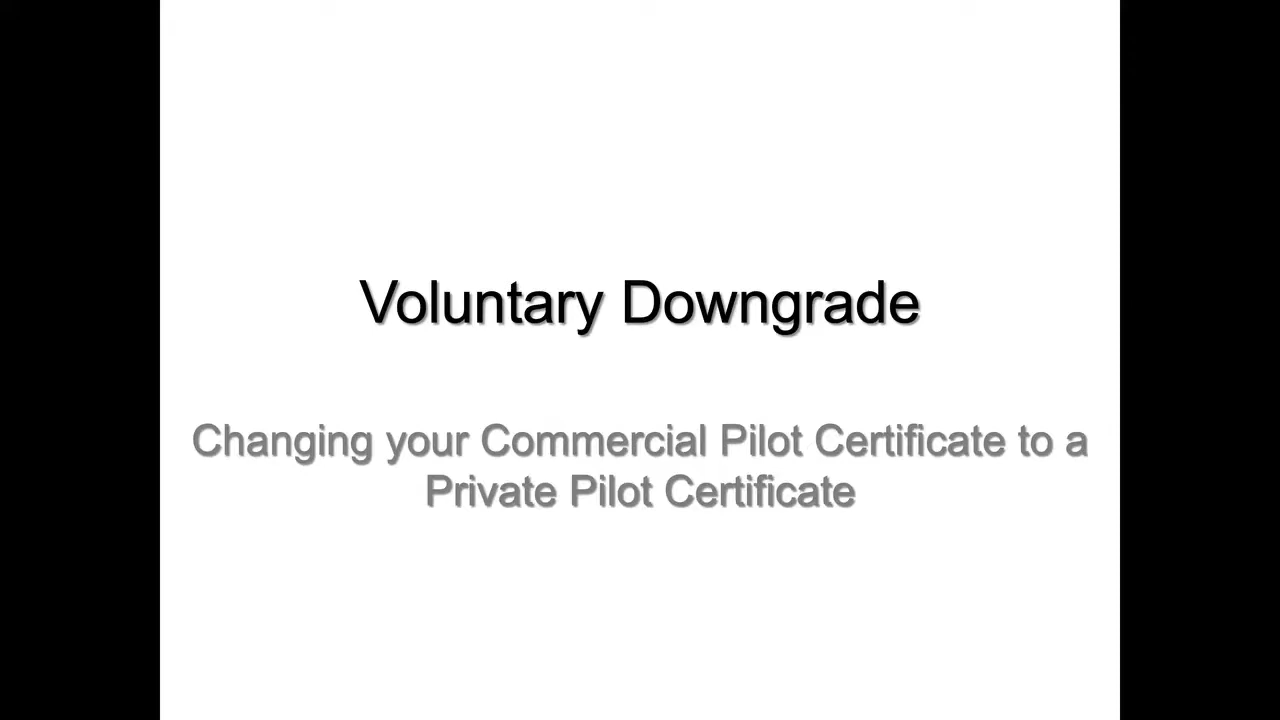 Voluntary Downgrade
Changing your Commercial Pilot Certificate to a
Private Pilot Certificate